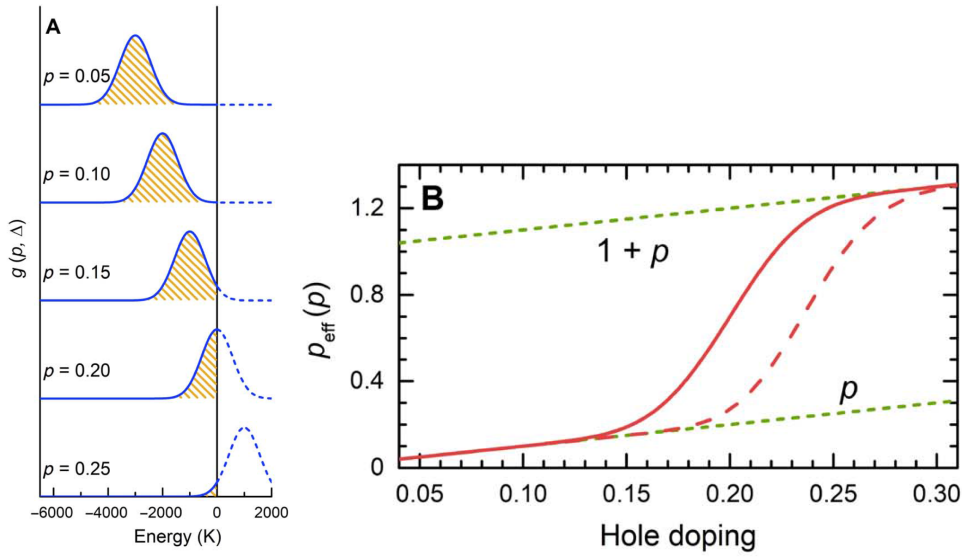 A
g (p, Δ)
p = 0.05
p = 0.10
p = 0.15
p = 0.20
p = 0.25
−6000 −4000 −2000 0 2000
Energy (K)
B
p_eff (p)
1.2
0.8
0.4
0
1 + p
p
0.05 0.10 0.15 0.20 0.25 0.30
Hole doping